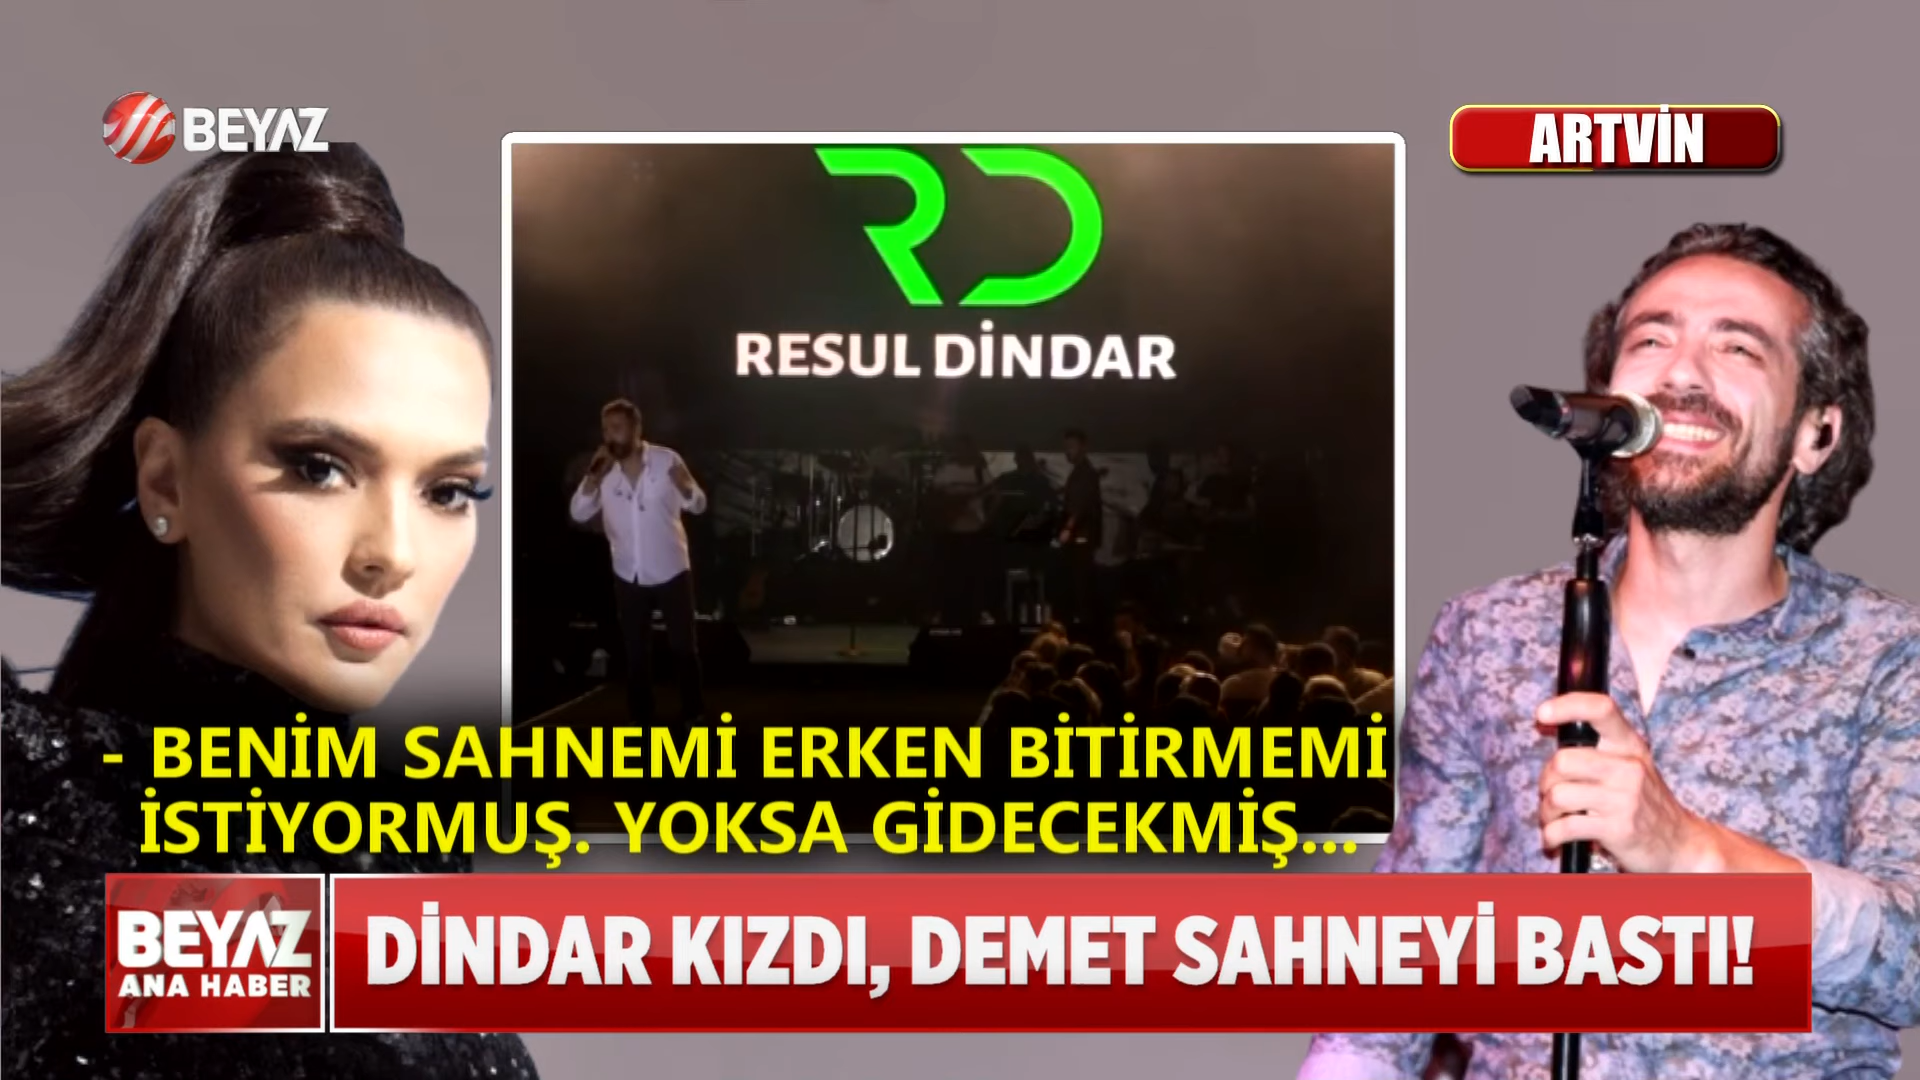 BEYAZ
ARTVİN
RD
RESUL DİNDAR
- BENİM SAHNEMİ ERKEN BİTİRMEMİ
İSTİYORMUŞ. YOKSA GİDECEKMİŞ...
BEYAZ
ANA HABER
DİNDAR KIZDI, DEMET SAHNEYİ BASTI!